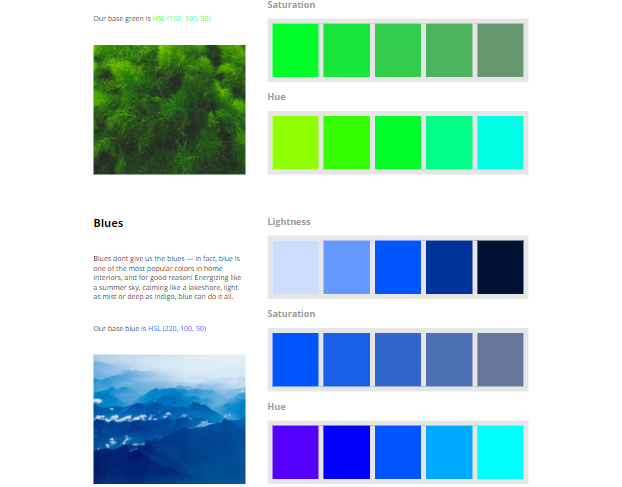 Saturation
Our base green is HSL (130, 100, 50)
Hue
Blues
Lightness
Blues dont give us the blues — in fact, blue is
one of the most popular colors in home
interiors, and for good reason! Energizing like
a summer sky, calming like a lakeshore, light
as mist or deep as indigo, blue can do it all.
Saturation
Our base blue is HSL (220, 100, 50)
Hue